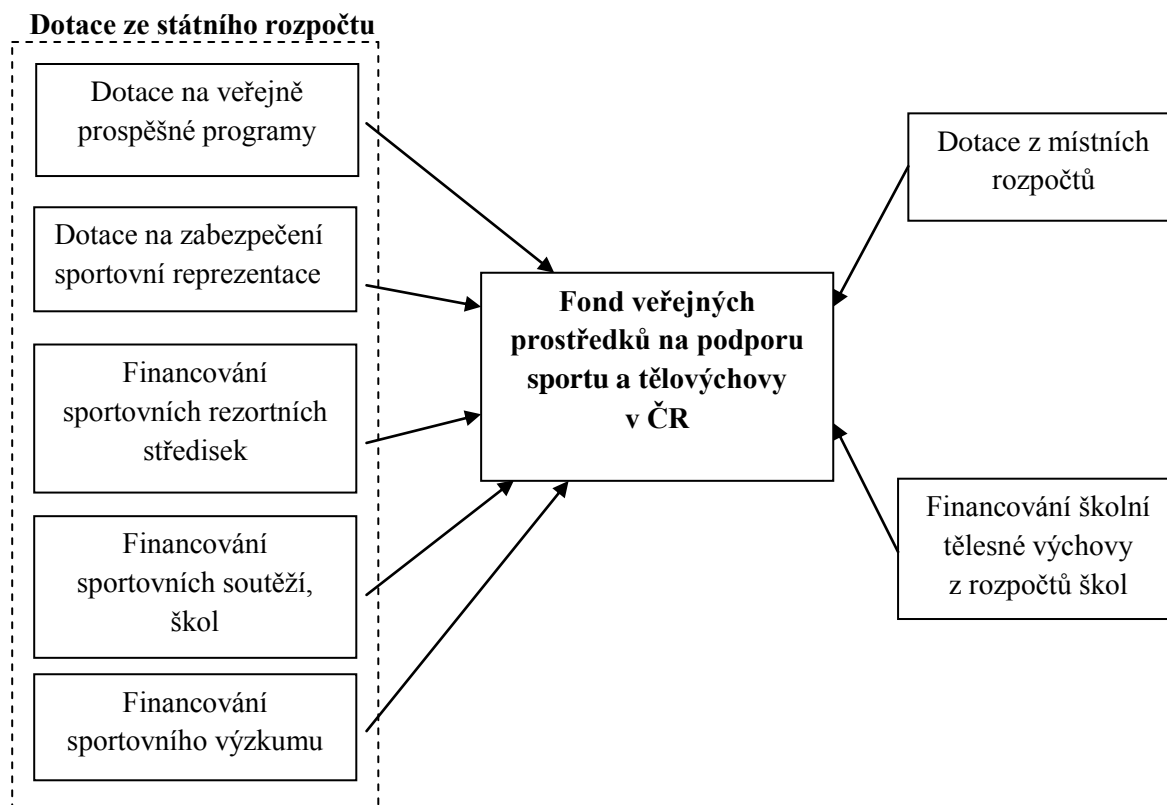 Dotace ze státního rozpočtu
Dotace na veřejně
prospěšné programy
Dotace na zabezpečení
sportovní reprezentace
Financování
sportovních rezortních
středisek
Financování
sportovních soutěží,
škol
Financování
sportovního výzkumu
Fond veřejných
prostředků na podporu
sportu a tělovýchovy
v ČR
Dotace z místních
rozpočtů
Financování školní
tělesné výchovy
z rozpočtů škol